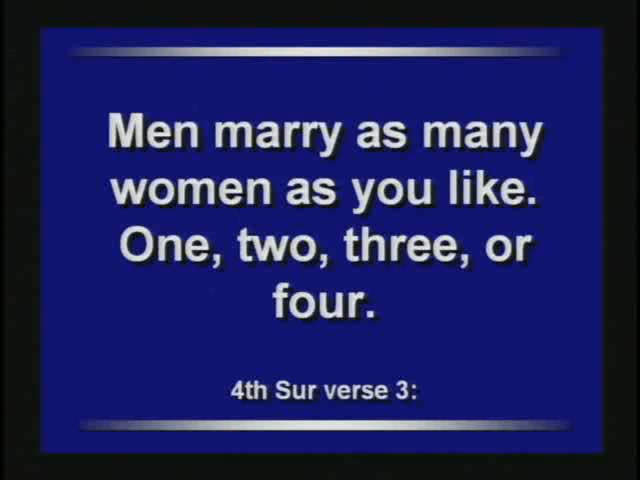 Men marry as many
women as you like.
One, two, three, or
four.
4th Sur verse 3: